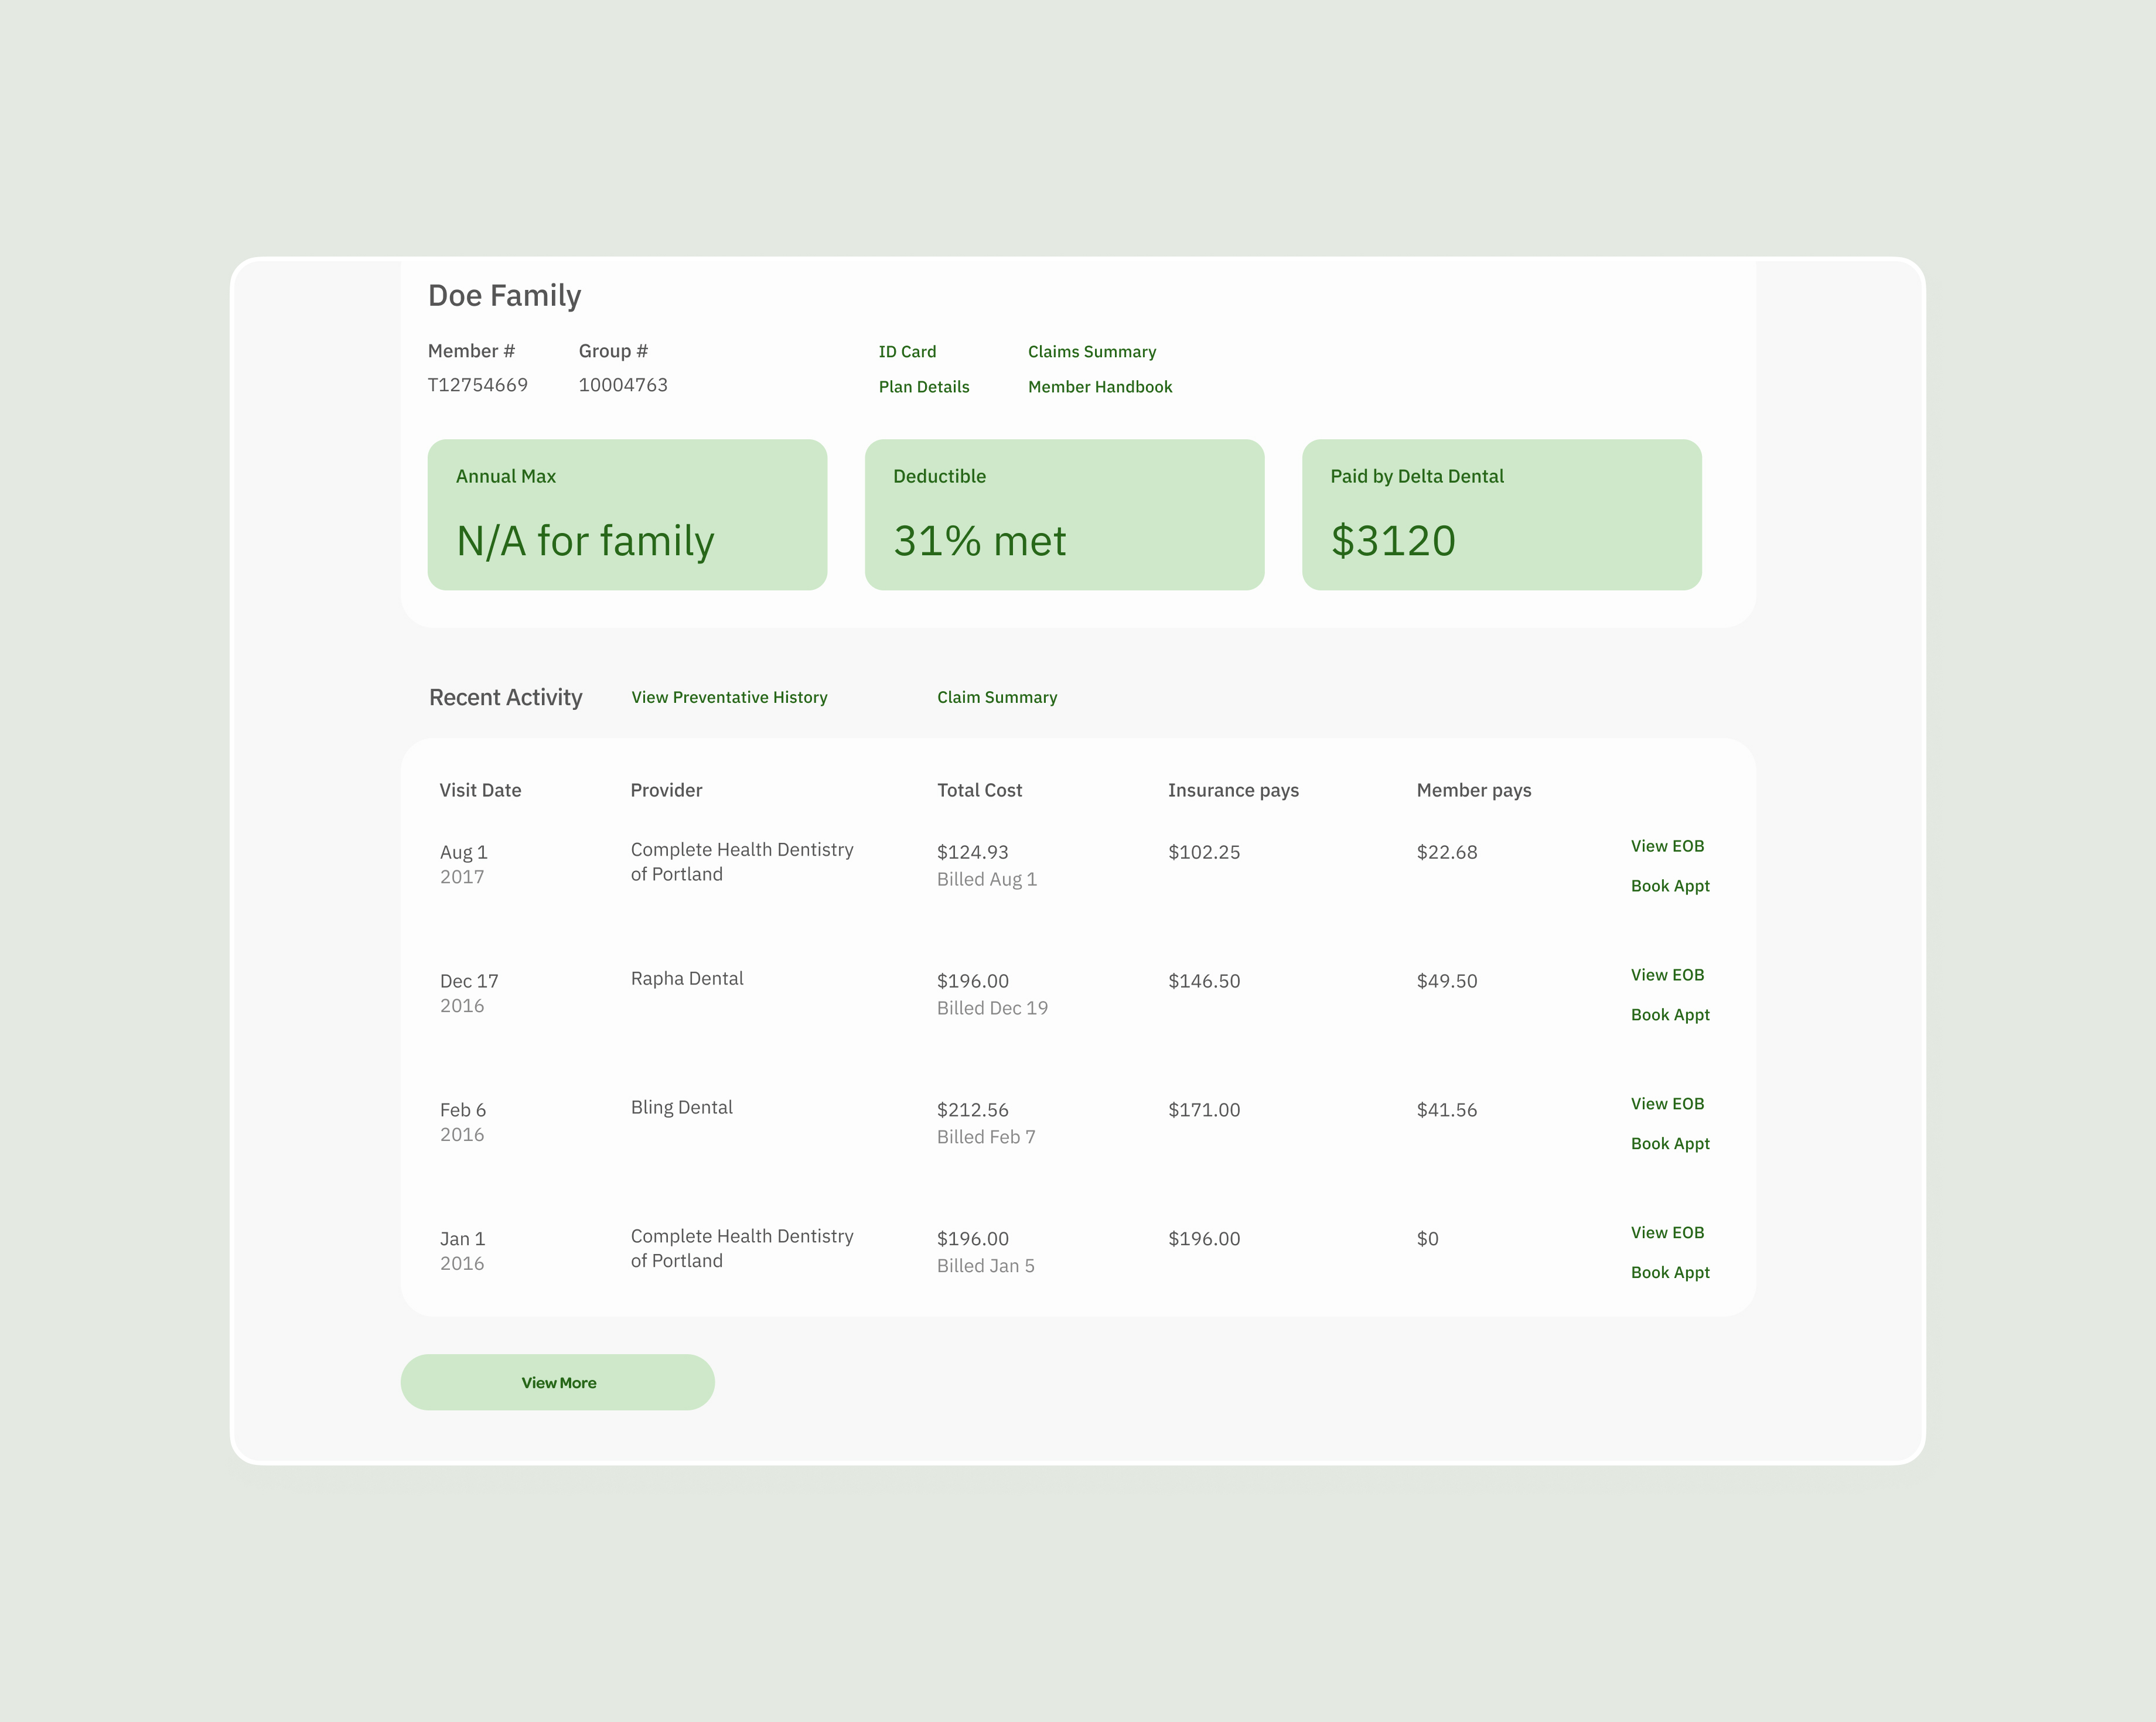 Doe Family
Member # Group # ID Card Claims Summary
T12754669 10004763 Plan Details Member Handbook
Annual Max Deductible Paid by Delta Dental
N/A for family 31% met $3120
Recent Activity View Preventative History Claim Summary
Visit Date Provider Total Cost Insurance pays Member pays
Aug 1 Complete Health Dentistry $124.93 $102.25 $22.68 View EOB
2017 of Portland Billed Aug 1 Book Appt
Dec 17 Rapha Dental $196.00 $146.50 $49.50 View EOB
2016 Billed Dec 19 Book Appt
Feb 6 Bling Dental $212.56 $171.00 $41.56 View EOB
2016 Billed Feb 7 Book Appt
Jan 1 Complete Health Dentistry $196.00 $196.00 $0 View EOB
2016 of Portland Billed Jan 5 Book Appt
View More